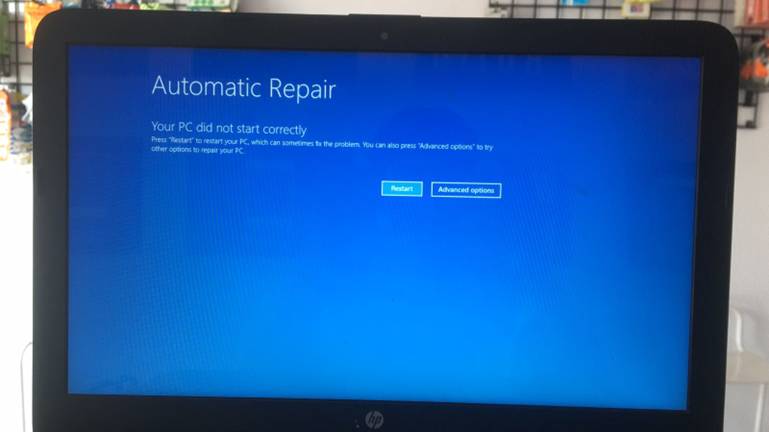 Automatic Repair
Your PC did not start correctly
Press "Restart" to restart your PC, which can sometimes fix the problem. You can also press "Advanced options" to try
other options to repair your PC.
Restart
Advanced options
hp